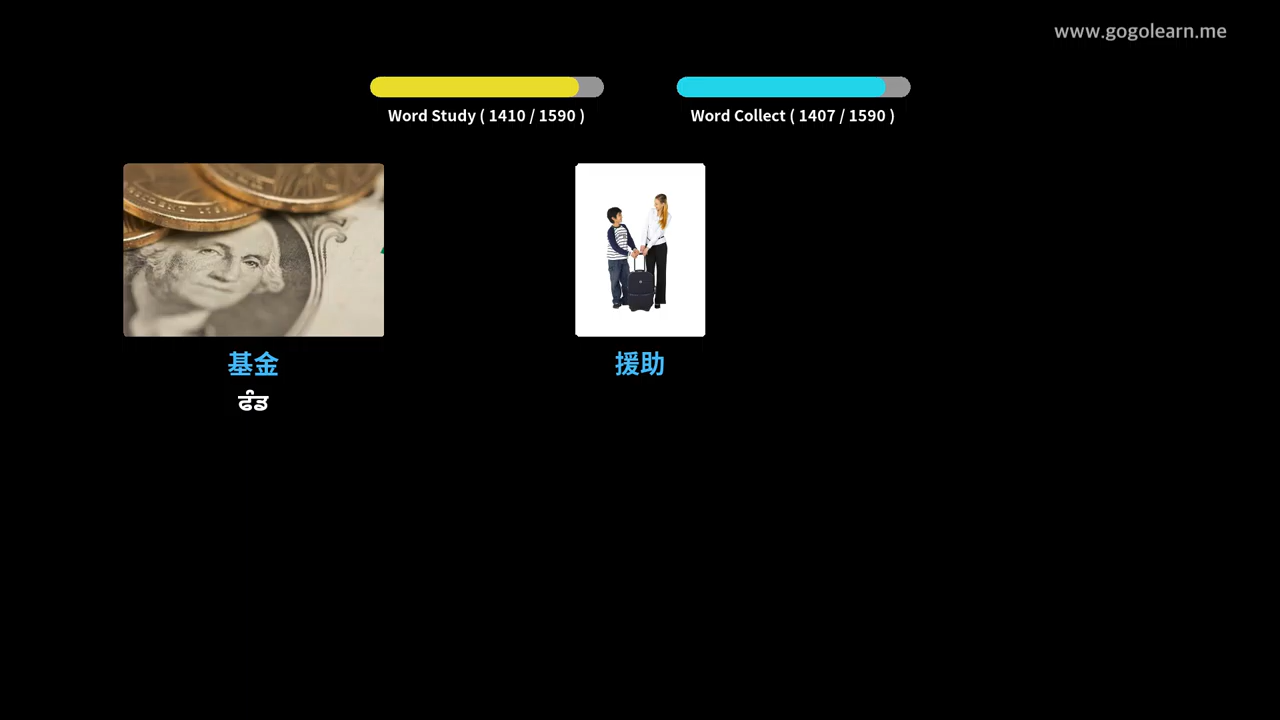 www.gogolearn.me
Word Study ( 1410 / 1590 )
Word Collect ( 1407 / 1590 )
基金
援助
ਫੰਡ